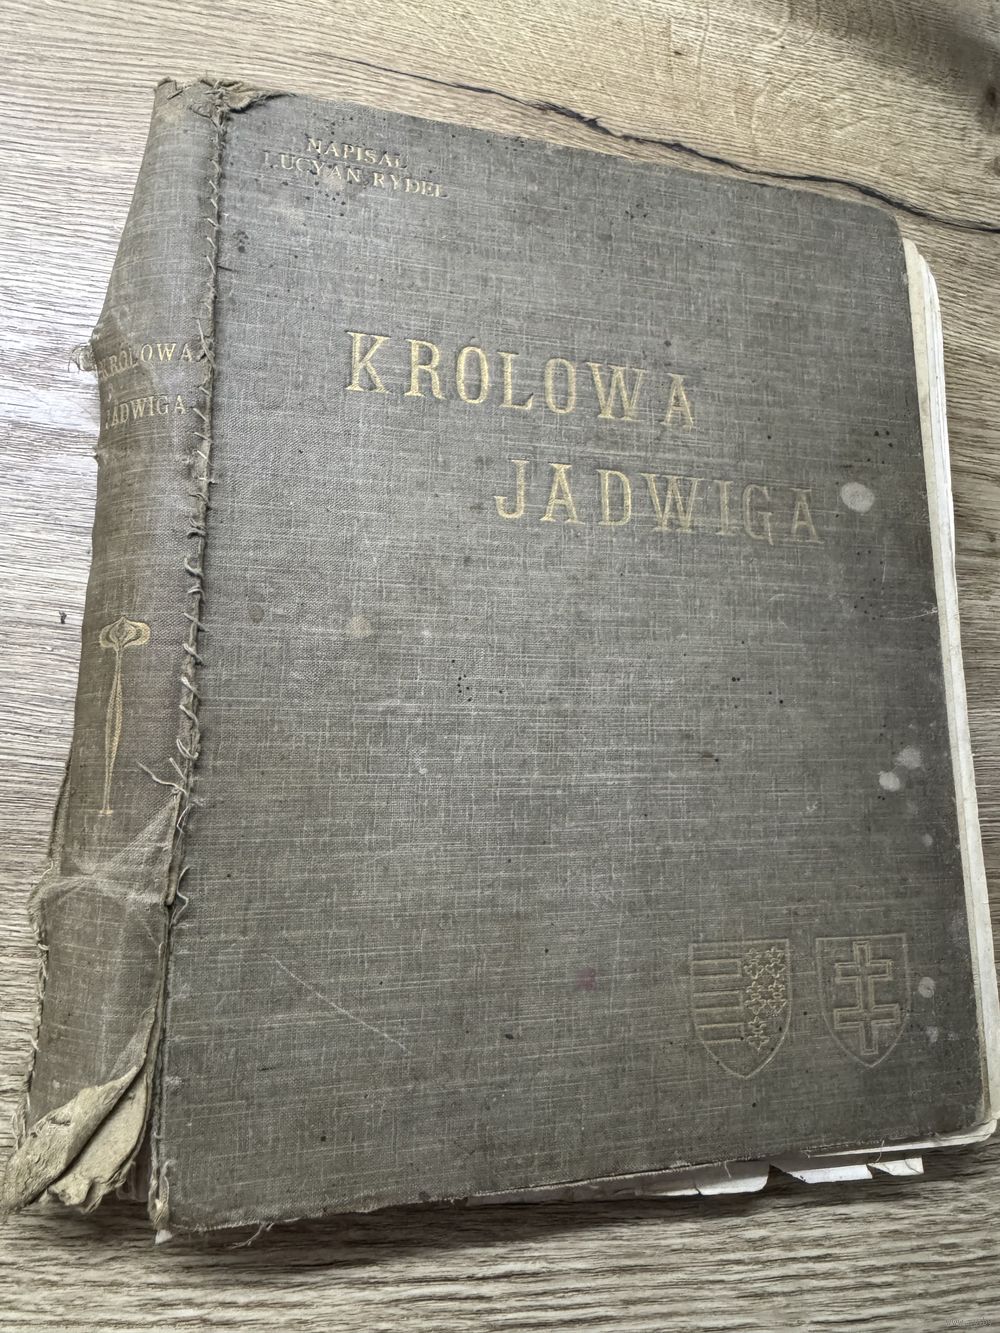 NAPISAŁ
LUCYAN RYDEL
KRÓLOWA
JADWIGA
KRÓLOWA
JADWIGA